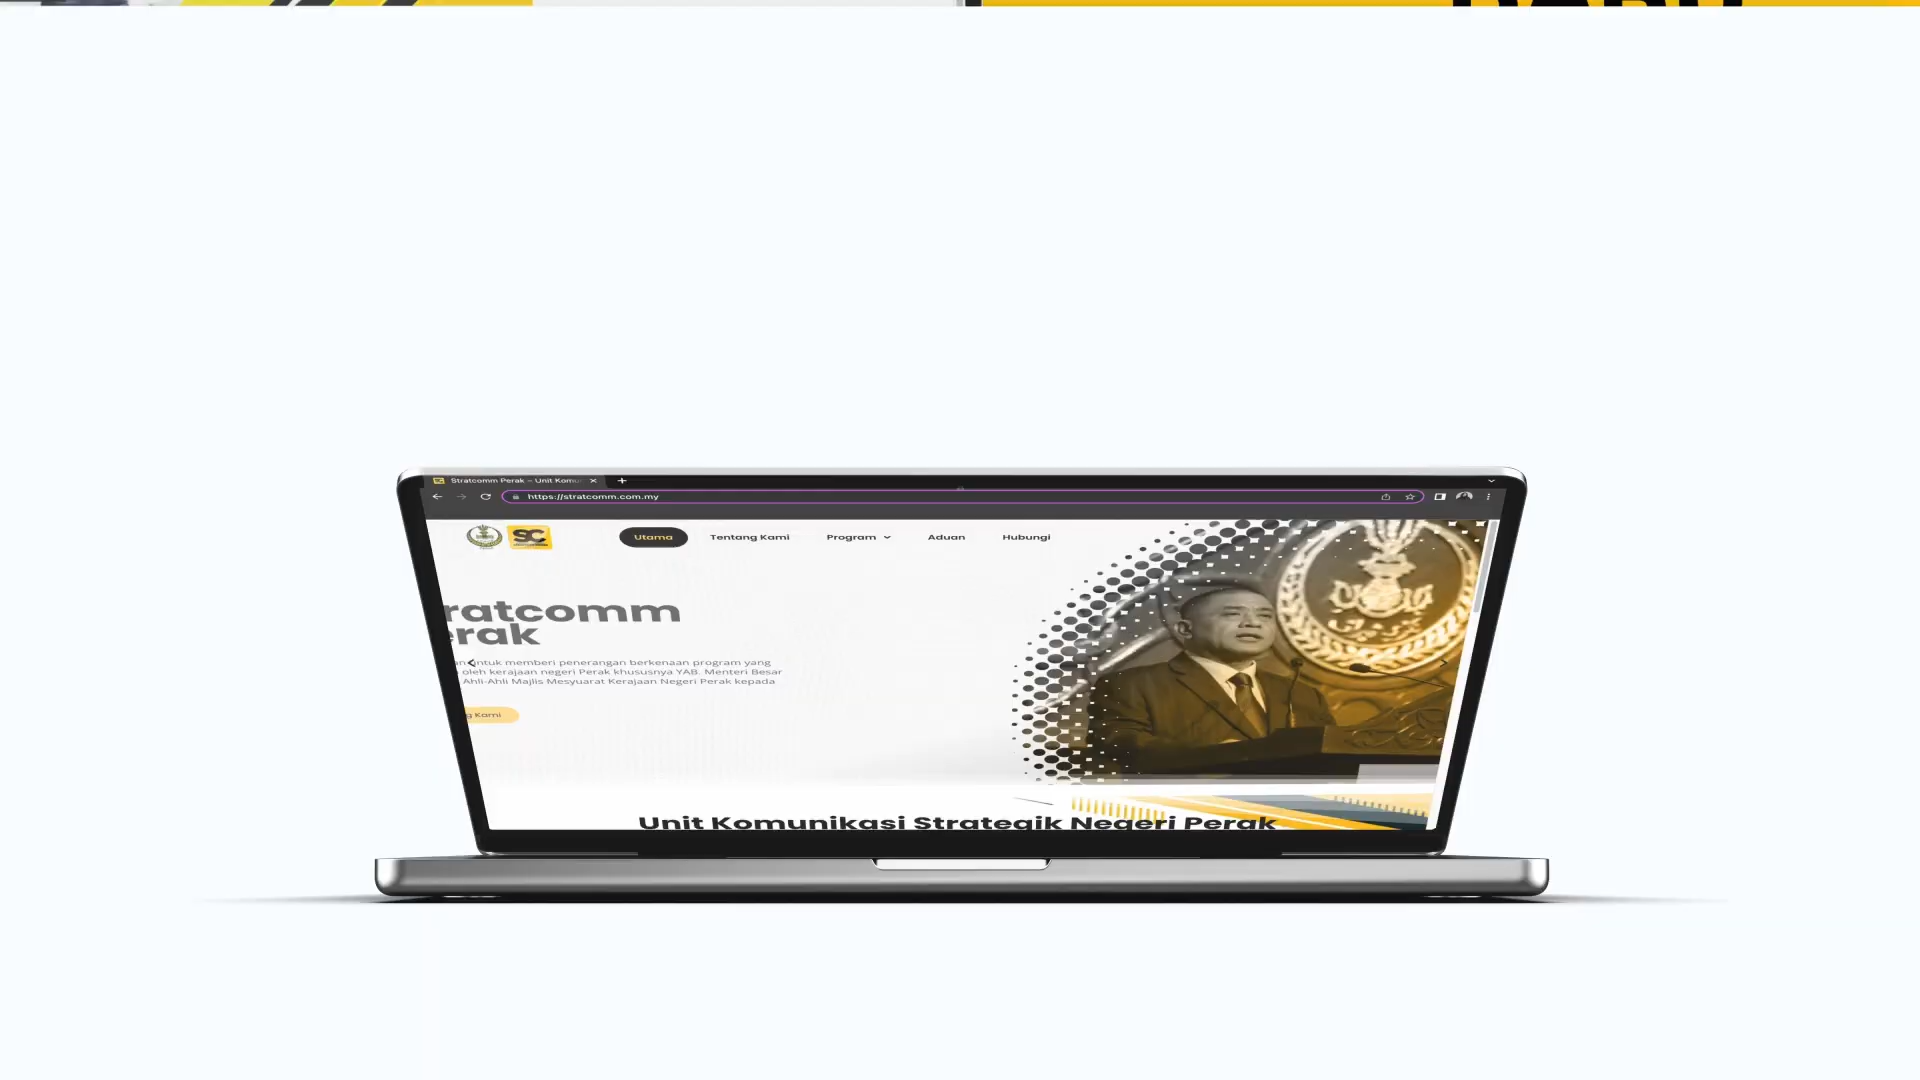 Stratcomm Perak – Unit Komun
https://stratcomm.com.my
SC
Utama
Tentang Kami
Program
Aduan
Hubungi
ratcomm
erak
untuk memberi penerangan berkenaan program yang
oleh kerajaan negeri Perak khususnya YAB. Menteri Besar
Ahli-Ahli Majlis Mesyuarat Kerajaan Negeri Perak kepada
g Kami
Unit Komunikasi Strategik Negeri Perak